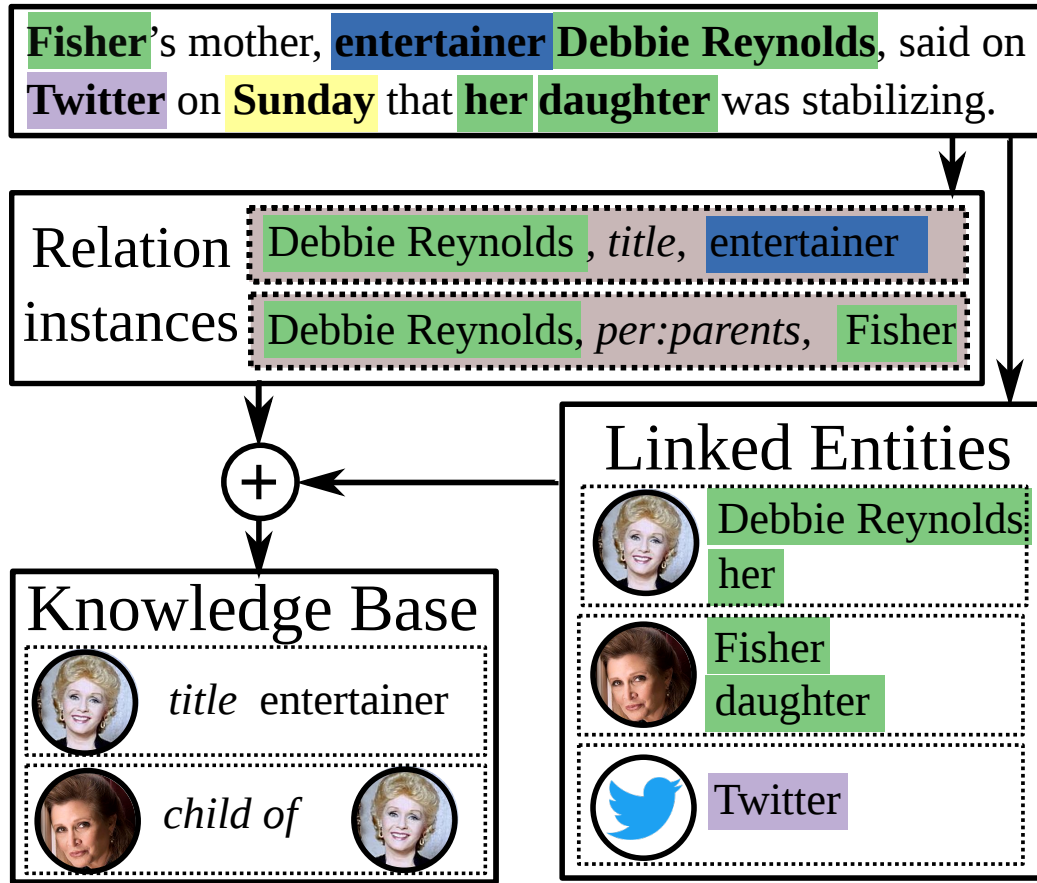 Fisher's mother, entertainer Debbie Reynolds, said on
Twitter on Sunday that her daughter was stabilizing.
Relation
instances
Debbie Reynolds , title, entertainer
Debbie Reynolds, per:parents, Fisher
+
Linked Entities
Debbie Reynolds
her
Fisher
daughter
Twitter
Knowledge Base
title entertainer
child of